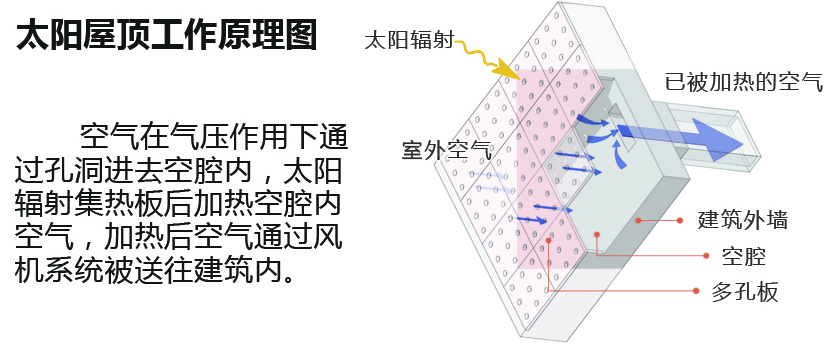 太阳屋顶工作原理图
空气在气压作用下通
过孔洞进去空腔内，太阳
辐射集热板后加热空腔内
空气，加热后空气通过风
机系统被送往建筑内。
太阳辐射
已被加热的空气
室外空气
建筑外墙
空腔
多孔板